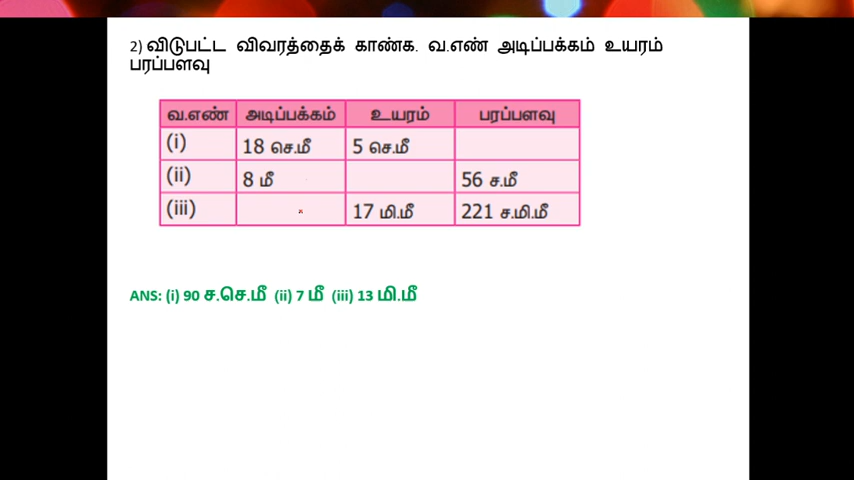 2) விடுபட்ட விவரத்தைக் காண்க. வ.எண் அடிப்பக்கம் உயரம்
பரப்பளவு
வ.எண் அடிப்பக்கம் உயரம் பரப்பளவு
(i) 18 செ.மீ 5 செ.மீ
(ii) 8 மீ 56 ச.மீ
(iii) 17 மி.மீ 221 ச.மி.மீ
ANS: (i) 90 ச.செ.மீ (ii) 7 மீ (iii) 13 மி.மீ